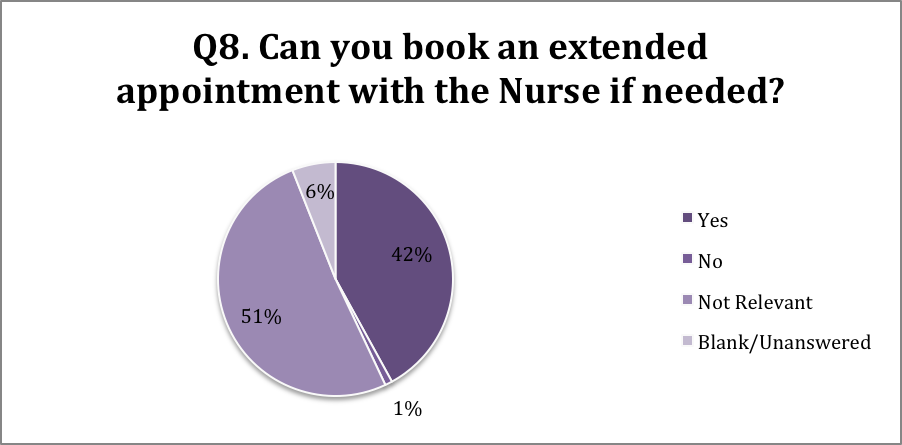 Q8. Can you book an extended
appointment with the Nurse if needed?
6%
42%
51%
1%
Yes
No
Not Relevant
Blank/Unanswered